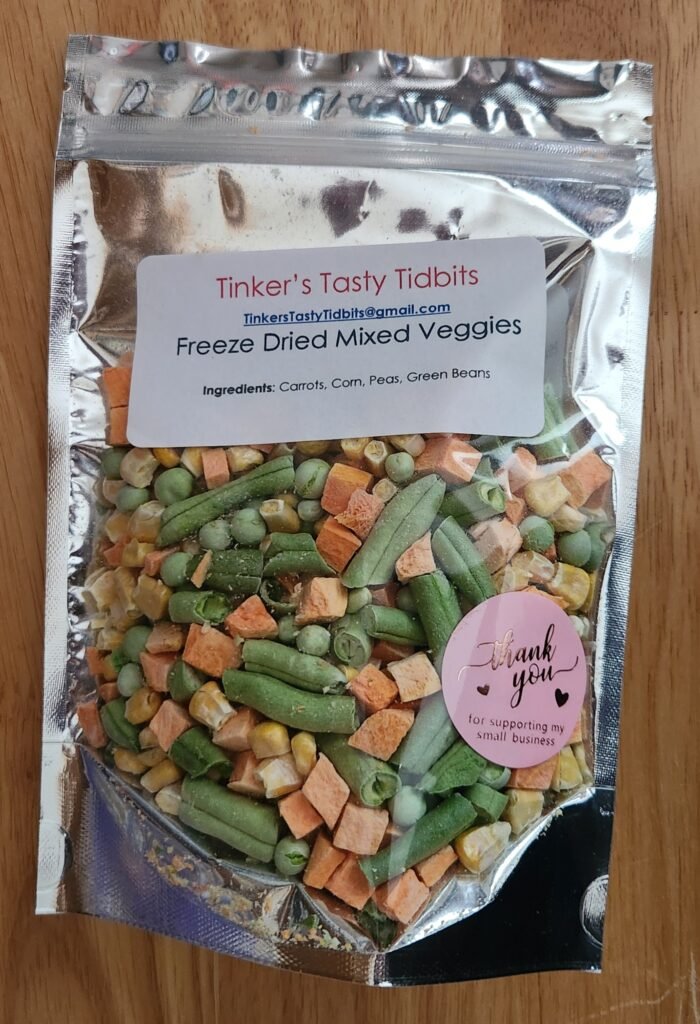 Tinker's Tasty Tidbits
TinkersTastyTidbits@gmail.com
Freeze Dried Mixed Veggies
Ingredients: Carrots, Corn, Peas, Green Beans
thank
you
for supporting my
small business